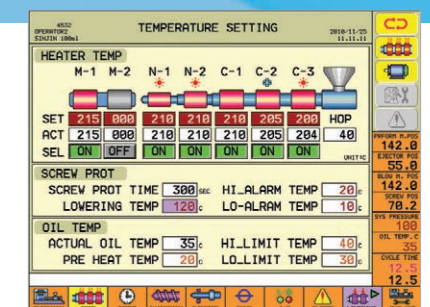 4532
OPERATOR2
SINJIN 100ml
TEMPERATURE SETTING
2010-11-25
11.11.11
HEATER TEMP
M-1 M-2 N-1 N-2 C-1 C-2 C-3
SET 215 000 210 210 210 205 200 HOP
ACT 215 000 210 210 210 205 204 40
SEL ON OFF ON ON ON ON ON
UNIT:C
SCREW PROT
SCREW PROT TIME 300 SEC HI_ALARM TEMP 20 c
LOWERING TEMP 120 c LO-ALRAM TEMP 10 c
OIL TEMP
ACTUAL OIL TEMP 35 c HI_LIMIT TEMP 40 c
PRE HEAT TEMP 20 c LO_LIMIT TEMP 30 c
PRFORM M.POS
142.0
EJECTOR POS
55.0
BLOW M. POS
142.0
SCREW POS
70.2
SYS PRESSURE
100
OIL TEMP.C
35
CYCLE TIME
12.5
12.5